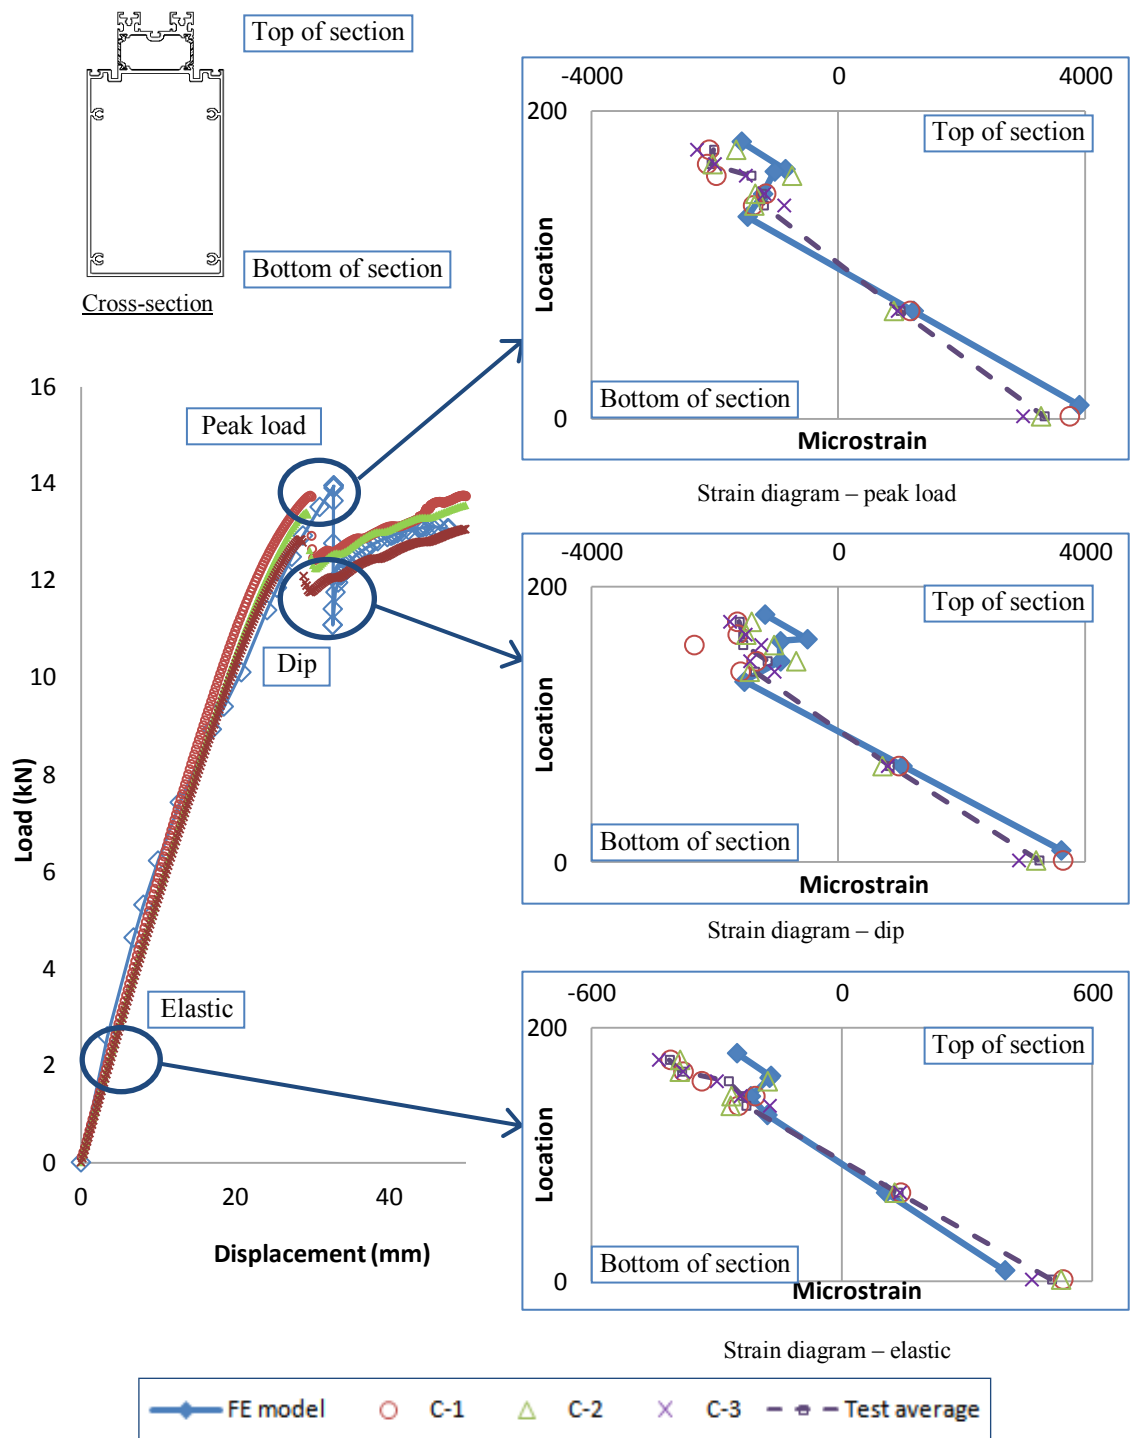 Top of section
Bottom of section
Cross-section
-4000 0 4000
200
Top of section
Location
Bottom of section
0
Microstrain
Strain diagram – peak load
16
14
12
10
8
6
4
2
0
0 20 40
Load (kN)
Displacement (mm)
Peak load
Dip
Elastic
-4000 0 4000
200
Top of section
Location
Bottom of section
0
Microstrain
Strain diagram – dip
-600 0 600
200
Top of section
Location
Bottom of section
0
Microstrain
Strain diagram – elastic
FE model C-1 C-2 C-3 Test average